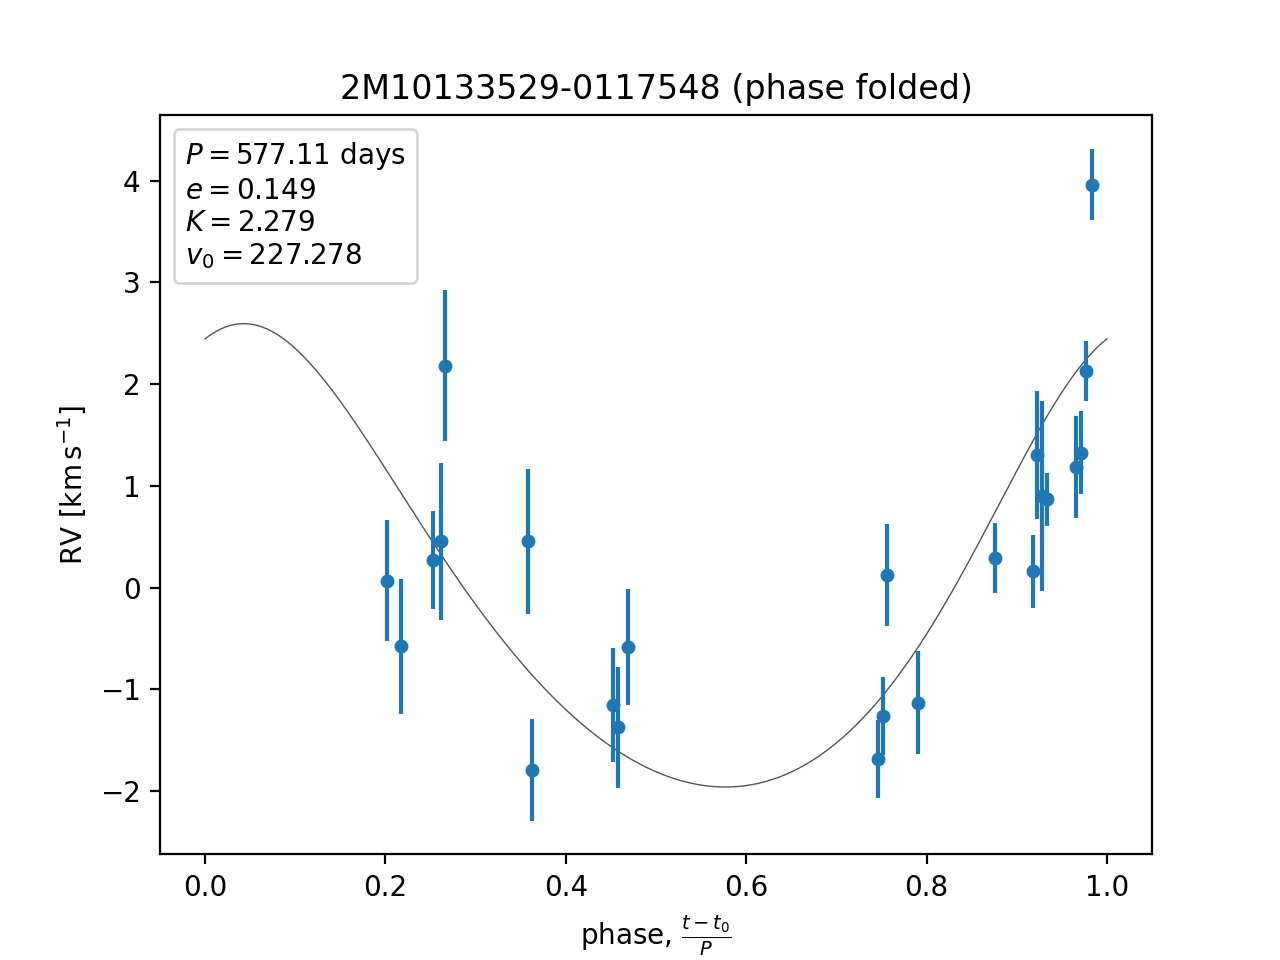 2M10133529-0117548 (phase folded)
P = 577.11 days
e = 0.149
K = 2.279
v₀ = 227.278
4
3
2
1
0
−1
−2
RV [km s⁻¹]
0.0 0.2 0.4 0.6 0.8 1.0
phase, (t − t₀)/P